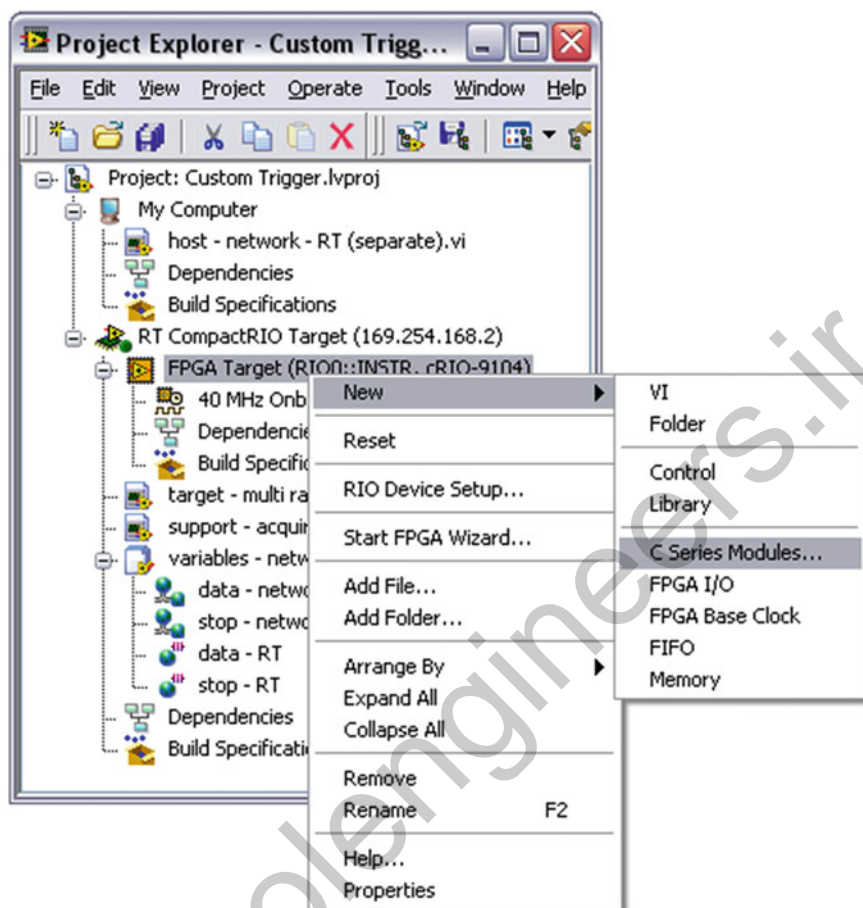 Project Explorer - Custom Trigg...
File Edit View Project Operate Tools Window Help
Project: Custom Trigger.lvproj
My Computer
host - network - RT (separate).vi
Dependencies
Build Specifications
RT CompactRIO Target (169.254.168.2)
FPGA Target (RIO0::INSTR, cRIO-9104)
40 MHz Onb
Dependencie
Build Specific
target - multi ra
support - acquir
variables - netw
data - netwo
stop - netwo
data - RT
stop - RT
Dependencies
Build Specificati
New
Reset
RIO Device Setup...
Start FPGA Wizard...
Add File...
Add Folder...
Arrange By
Expand All
Collapse All
Remove
Rename F2
Help...
Properties
VI
Folder
Control
Library
C Series Modules...
FPGA I/O
FPGA Base Clock
FIFO
Memory
olengineers.ir